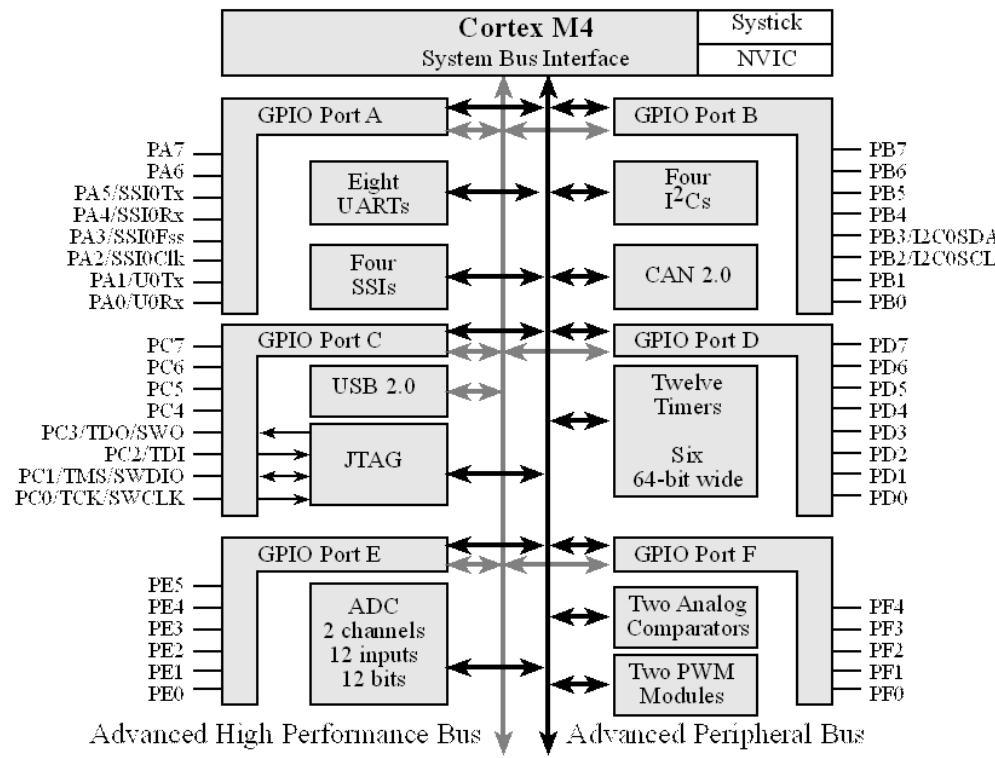 Cortex M4
System Bus Interface
Systick
NVIC
GPIO Port A
GPIO Port B
PA7
PA6
PA5/SSI0Tx
PA4/SSI0Rx
PA3/SSI0Fss
PA2/SSI0Clk
PA1/U0Tx
PA0/U0Rx
Eight
UARTs
Four
SSIs
Four
I²Cs
CAN 2.0
PB7
PB6
PB5
PB4
PB3/I2C0SDA
PB2/I2C0SCL
PB1
PB0
GPIO Port C
GPIO Port D
PC7
PC6
PC5
PC4
PC3/TDO/SWO
PC2/TDI
PC1/TMS/SWDIO
PC0/TCK/SWCLK
USB 2.0
JTAG
Twelve
Timers
Six
64-bit wide
PD7
PD6
PD5
PD4
PD3
PD2
PD1
PD0
GPIO Port E
GPIO Port F
PE5
PE4
PE3
PE2
PE1
PE0
ADC
2 channels
12 inputs
12 bits
Two Analog
Comparators
Two PWM
Modules
PF4
PF3
PF2
PF1
PF0
Advanced High Performance Bus
Advanced Peripheral Bus